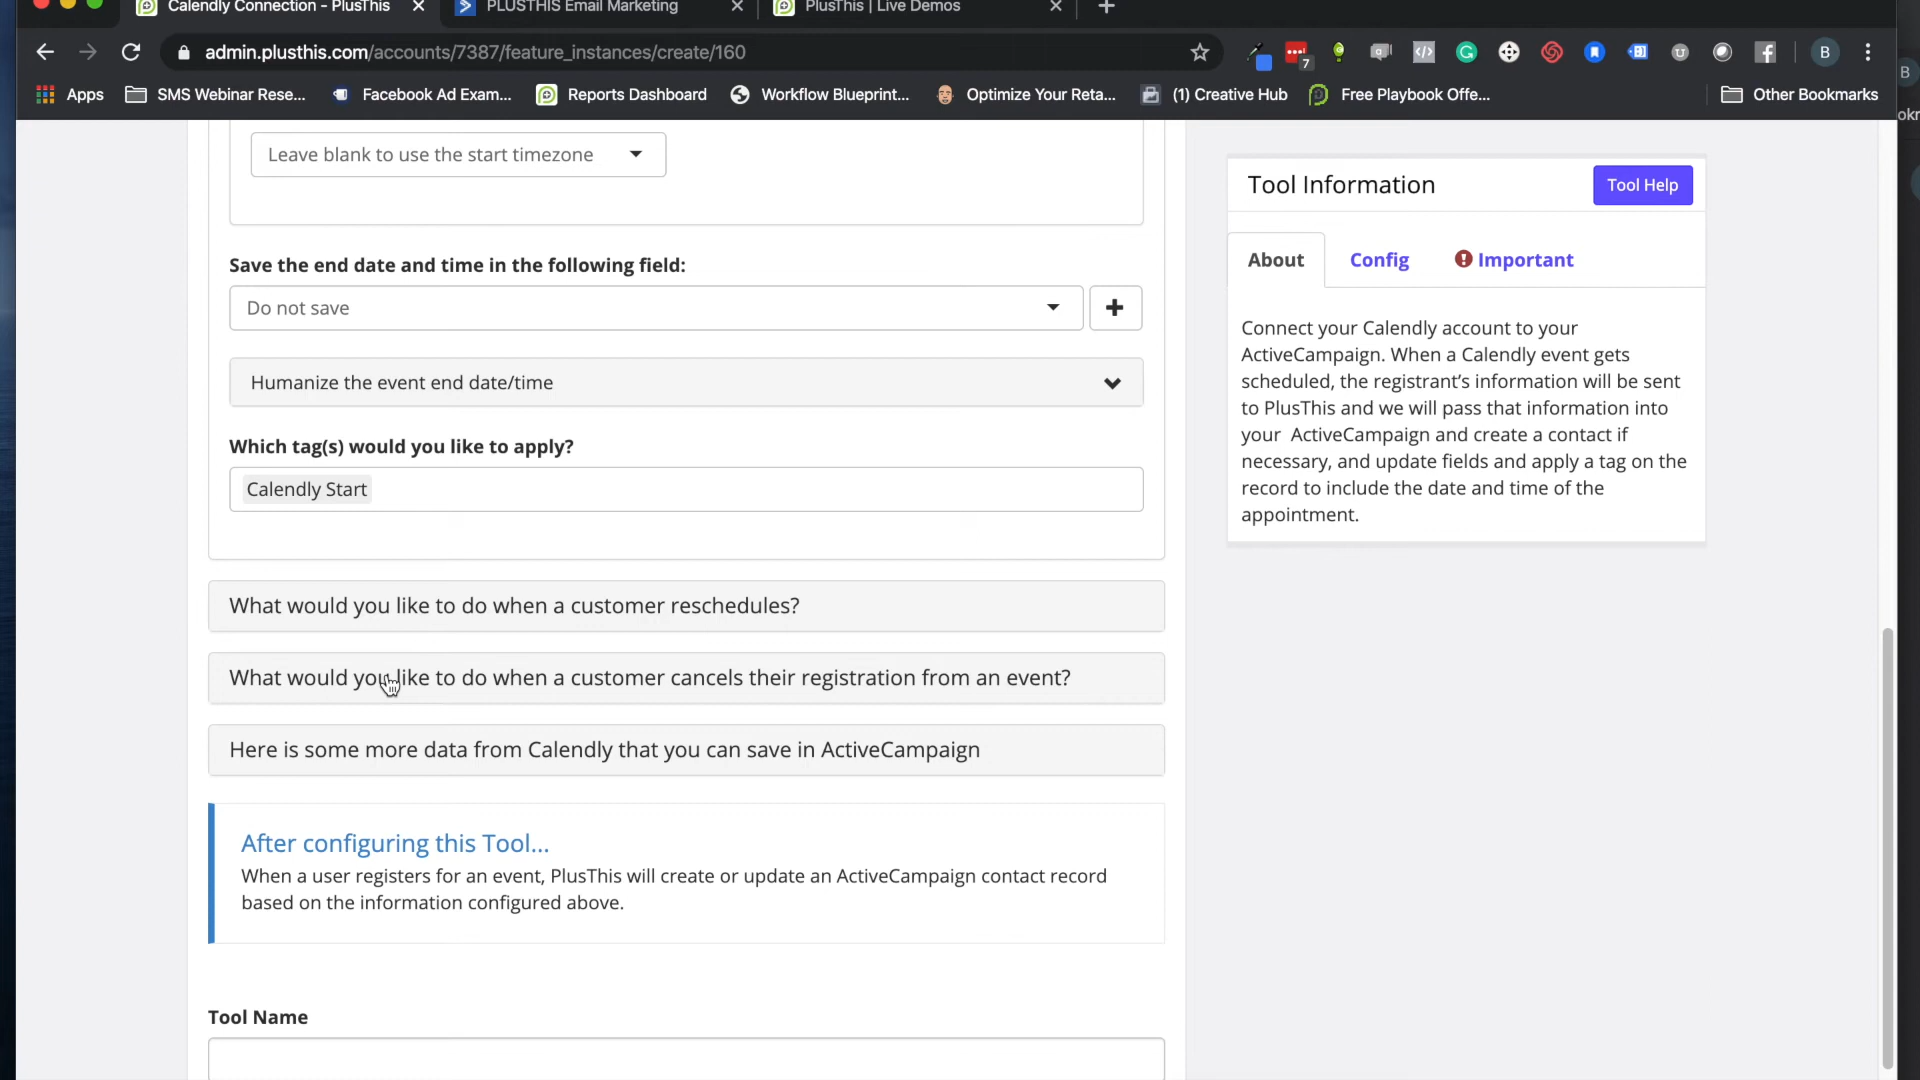 Calendly Connection - PlusThis
PLUSTHIS Email Marketing
PlusThis | Live Demos
admin.plusthis.com/accounts/7387/feature_instances/create/160
7
B
Apps
SMS Webinar Rese...
Facebook Ad Exam...
Reports Dashboard
Workflow Blueprint...
Optimize Your Reta...
(1) Creative Hub
Free Playbook Offe...
Other Bookmarks
Leave blank to use the start timezone
Save the end date and time in the following field:
Do not save
Humanize the event end date/time
Which tag(s) would you like to apply?
Calendly Start
What would you like to do when a customer reschedules?
What would you like to do when a customer cancels their registration from an event?
Here is some more data from Calendly that you can save in ActiveCampaign
After configuring this Tool...
When a user registers for an event, PlusThis will create or update an ActiveCampaign contact record
based on the information configured above.
Tool Name
Tool Information
Tool Help
About
Config
Important
Connect your Calendly account to your
ActiveCampaign. When a Calendly event gets
scheduled, the registrant's information will be sent
to PlusThis and we will pass that information into
your ActiveCampaign and create a contact if
necessary, and update fields and apply a tag on the
record to include the date and time of the
appointment.